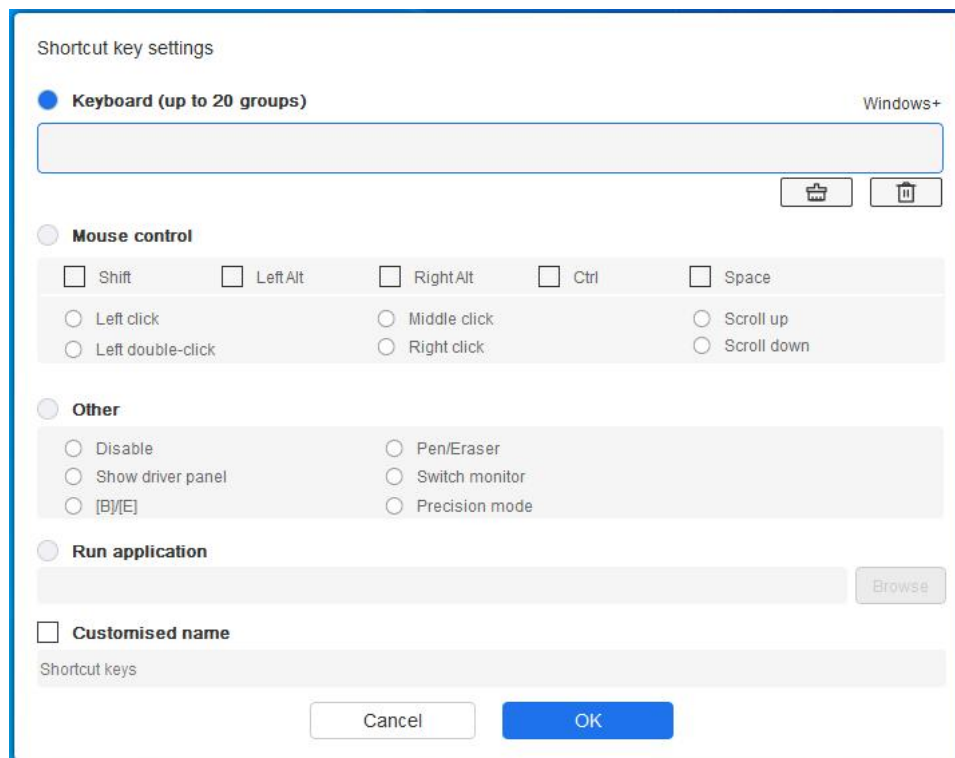 Shortcut key settings
Keyboard (up to 20 groups)
Windows+
Mouse control
Shift Left Alt Right Alt Ctrl Space
Left click Middle click Scroll up
Left double-click Right click Scroll down
Other
Disable Pen/Eraser
Show driver panel Switch monitor
[B]/[E] Precision mode
Run application
Browse
Customised name
Shortcut keys
Cancel OK